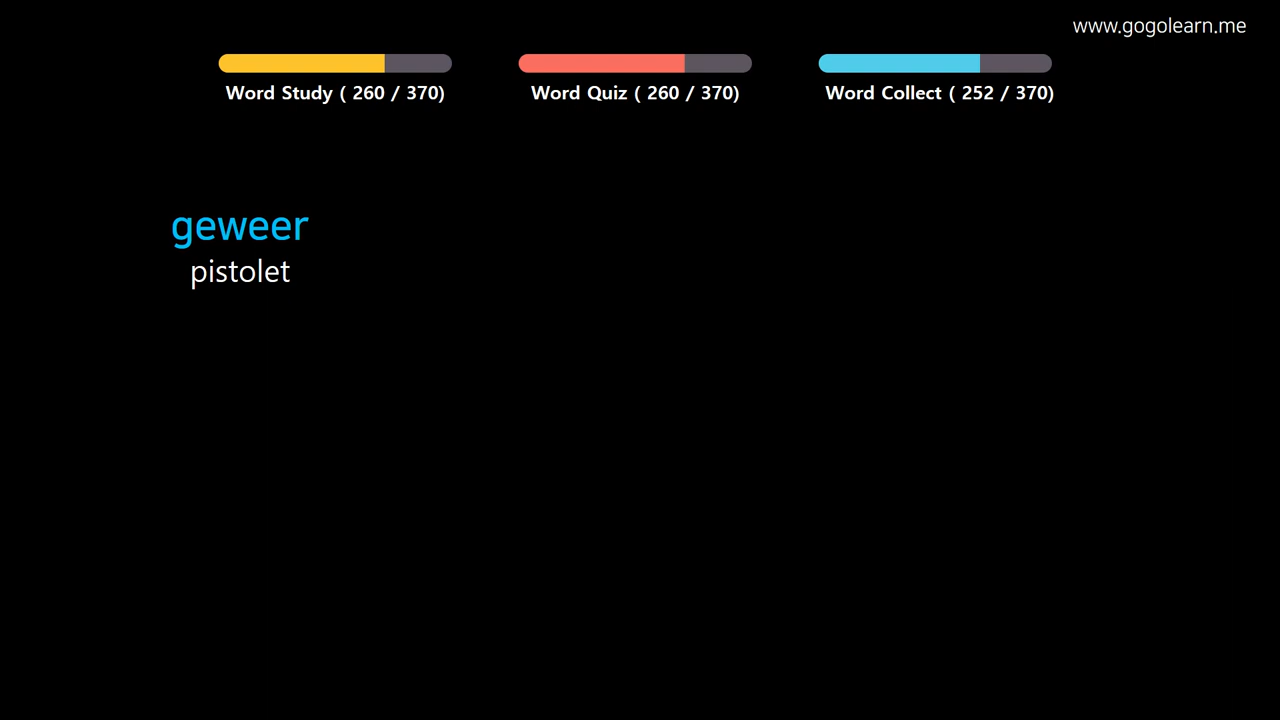 www.gogolearn.me
Word Study ( 260 / 370)
Word Quiz ( 260 / 370)
Word Collect ( 252 / 370)
geweer
pistolet